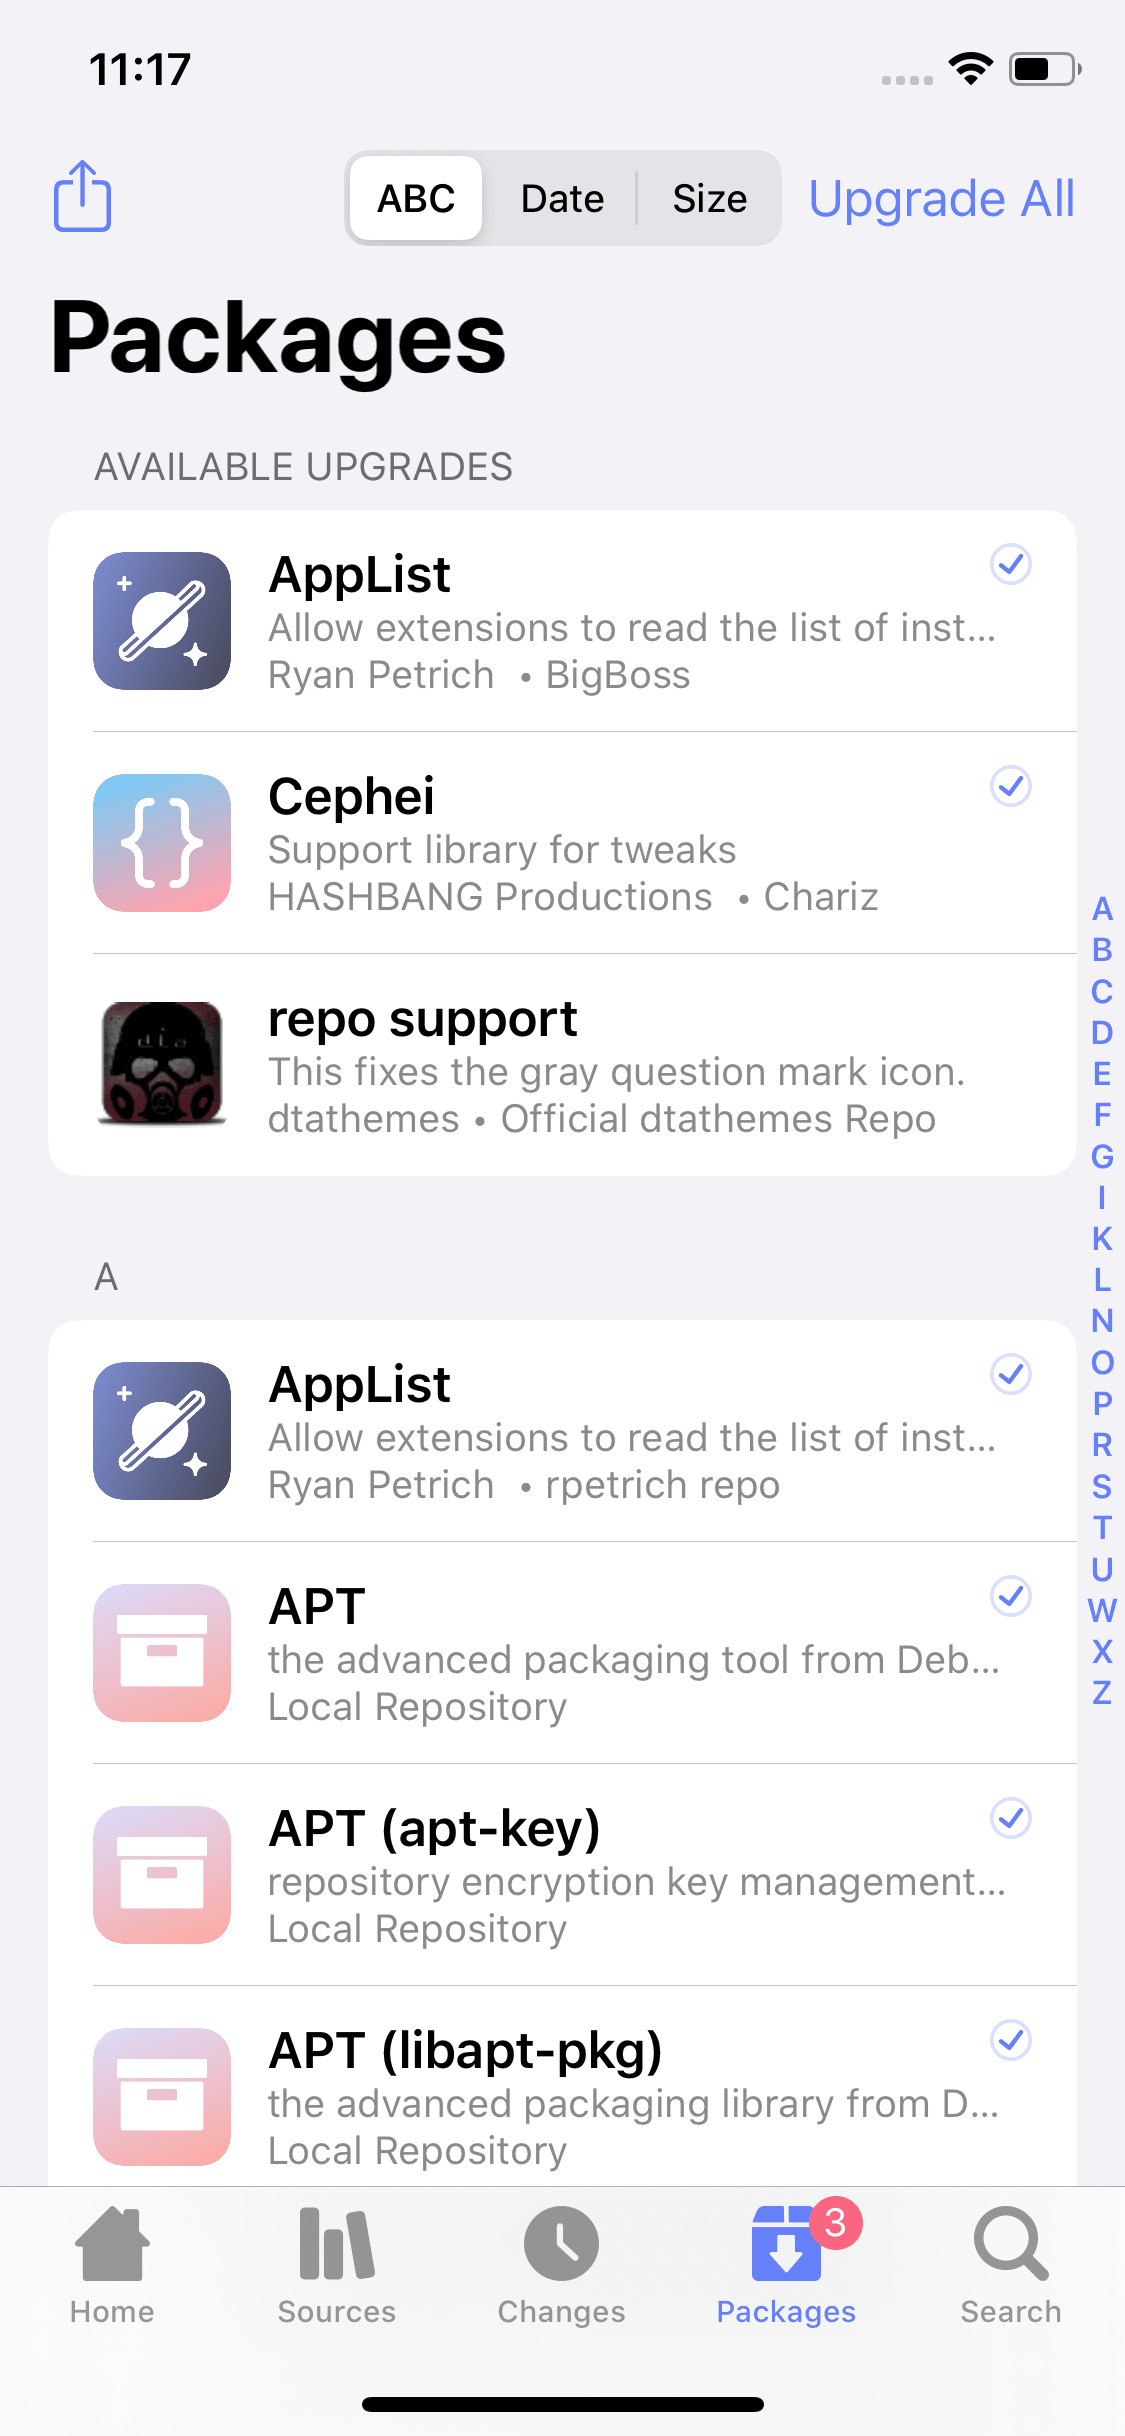 11:17
ABC
Date
Size
Upgrade All
Packages
AVAILABLE UPGRADES
AppList
Allow extensions to read the list of inst...
Ryan Petrich • BigBoss
Cephei
Support library for tweaks
HASHBANG Productions • Chariz
repo support
This fixes the gray question mark icon.
dtathemes • Official dtathemes Repo
A
AppList
Allow extensions to read the list of inst...
Ryan Petrich • rpetrich repo
APT
the advanced packaging tool from Deb...
Local Repository
APT (apt-key)
repository encryption key management...
Local Repository
APT (libapt-pkg)
the advanced packaging library from D...
Local Repository
A
B
C
D
E
F
G
I
K
L
N
O
P
R
S
T
U
W
X
Z
3
Home
Sources
Changes
Packages
Search